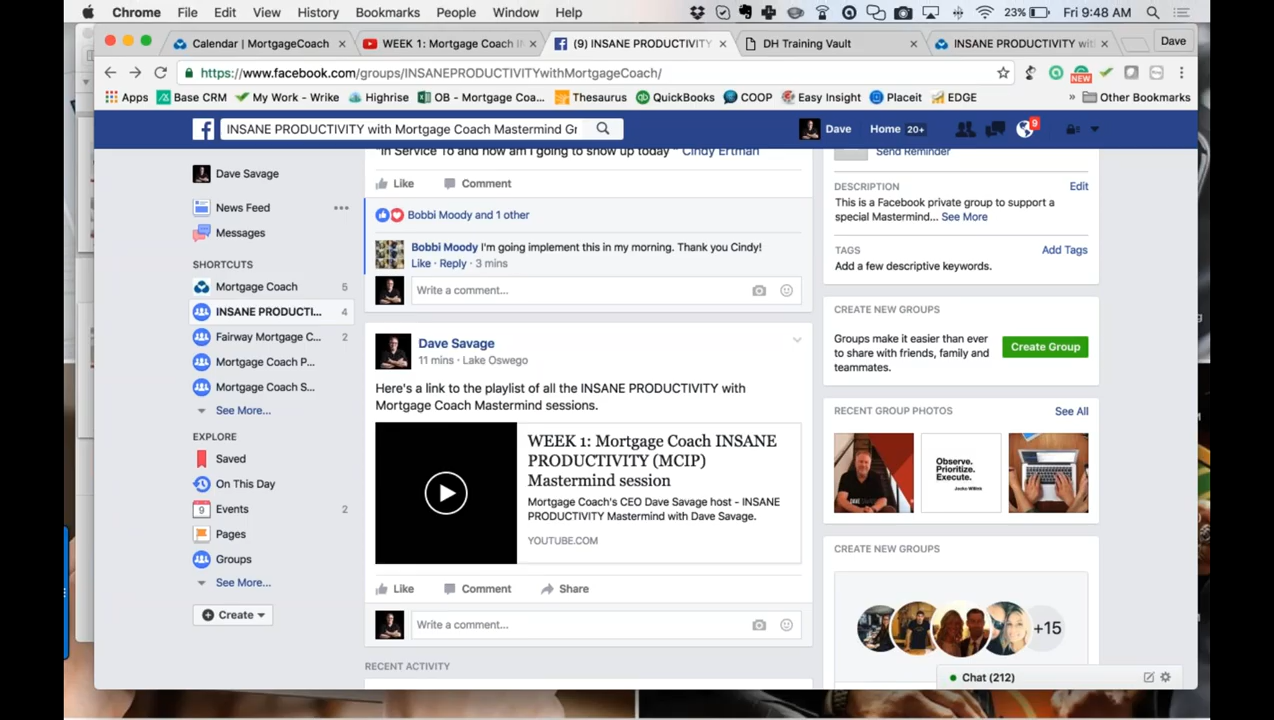 Chrome File Edit View History Bookmarks People Window Help 23% Fri 9:48 AM
Calendar | MortgageCoach
WEEK 1: Mortgage Coach IN
(9) INSANE PRODUCTIVITY
DH Training Vault
INSANE PRODUCTIVITY wit
Dave
https://www.facebook.com/groups/INSANEPRODUCTIVITYwithMortgageCoach/
NEW
Apps Base CRM My Work - Wrike Highrise OB - Mortgage Coa... Thesaurus QuickBooks COOP Easy Insight Placeit EDGE » Other Bookmarks
INSANE PRODUCTIVITY with Mortgage Coach Mastermind Gr
Dave Home 20+ 9
Dave Savage
News Feed
Messages
SHORTCUTS
Mortgage Coach 5
INSANE PRODUCTI... 4
Fairway Mortgage C... 2
Mortgage Coach P...
Mortgage Coach S...
See More...
EXPLORE
Saved
On This Day
9 Events 2
Pages
Groups
See More...
Create
"In Service To and how am I going to show up today " Cindy Ertman
Like Comment
Bobbi Moody and 1 other
Bobbi Moody I'm going implement this in my morning. Thank you Cindy!
Like · Reply · 3 mins
Write a comment...
Dave Savage
11 mins · Lake Oswego
Here's a link to the playlist of all the INSANE PRODUCTIVITY with
Mortgage Coach Mastermind sessions.
WEEK 1: Mortgage Coach INSANE
PRODUCTIVITY (MCIP)
Mastermind session
Mortgage Coach's CEO Dave Savage host - INSANE
PRODUCTIVITY Mastermind with Dave Savage.
YOUTUBE.COM
Like Comment Share
Write a comment...
RECENT ACTIVITY
Send Reminder
DESCRIPTION Edit
This is a Facebook private group to support a
special Mastermind... See More
TAGS Add Tags
Add a few descriptive keywords.
CREATE NEW GROUPS
Groups make it easier than ever
to share with friends, family and
teammates.
Create Group
RECENT GROUP PHOTOS See All
Observe.
Prioritize.
Execute.
Jocko Willink
CREATE NEW GROUPS
+15
Chat (212)